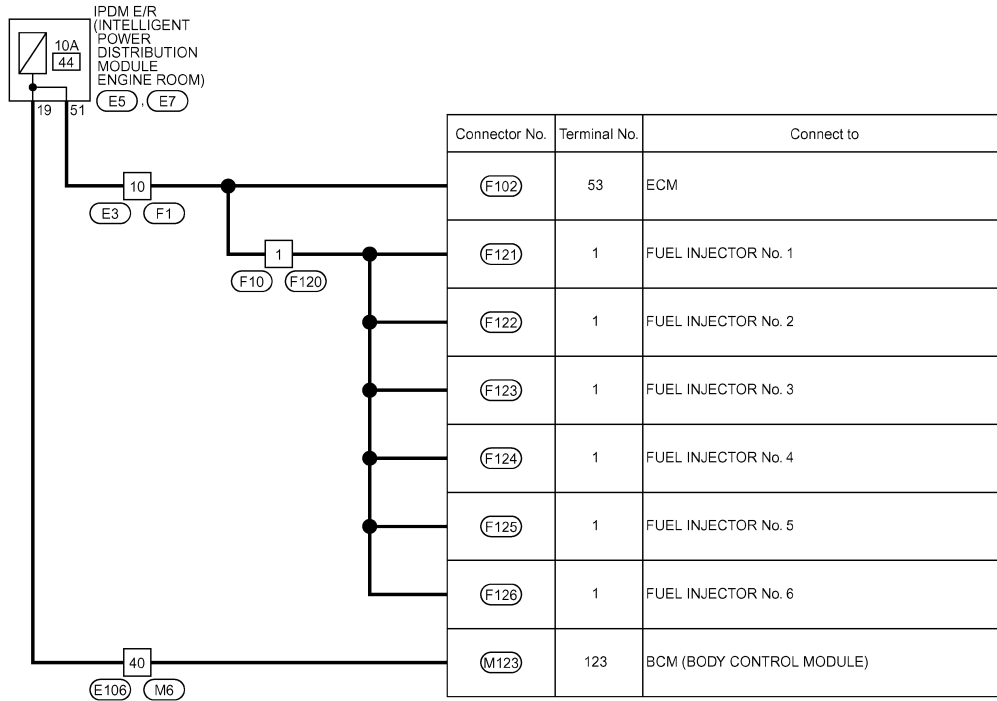 IPDM E/R
(INTELLIGENT
POWER
DISTRIBUTION
MODULE
ENGINE ROOM)
10A
44
E5 , E7
19 51
Connector No. Terminal No. Connect to
10
E3 F1
F102 53 ECM
1
F10 F120
F121 1 FUEL INJECTOR No. 1
F122 1 FUEL INJECTOR No. 2
F123 1 FUEL INJECTOR No. 3
F124 1 FUEL INJECTOR No. 4
F125 1 FUEL INJECTOR No. 5
F126 1 FUEL INJECTOR No. 6
40
E106 M6
M123 123 BCM (BODY CONTROL MODULE)